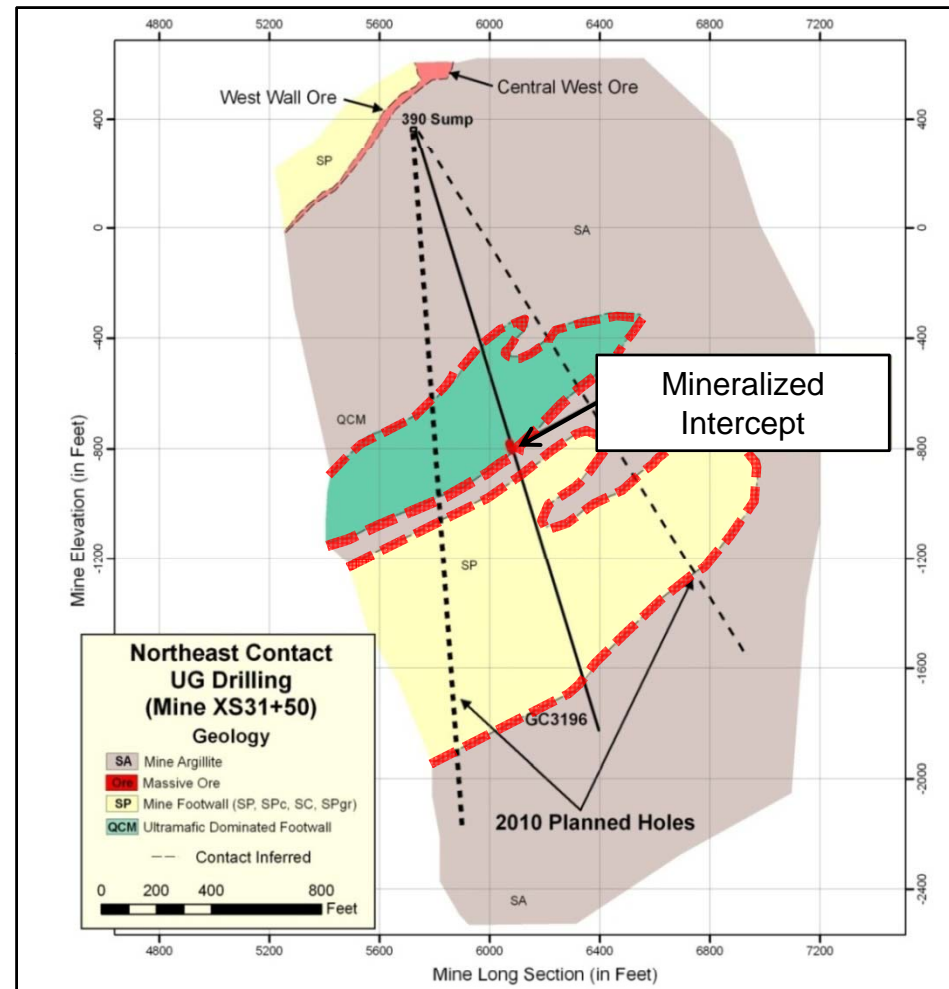 4800 5200 5600 6000 6400 6800 7200
West Wall Ore
Central West Ore
390 Sump
SP
SA
400 0 -400 -800 -1200 -1600 -2000 -2400
400 0 -400 -800 -1200 -1600 -2000 -2400
Mine Elevation (in Feet)
Mineralized
Intercept
QCM
SP
GC3196
2010 Planned Holes
SA
Northeast Contact
UG Drilling
(Mine XS31+50)
Geology
SA Mine Argillite
Ore Massive Ore
SP Mine Footwall (SP, SPc, SC, SPgr)
QCM Ultramafic Dominated Footwall
Contact Inferred
0 200 400 800
Feet
4800 5200 5600 6000 6400 6800 7200
Mine Long Section (in Feet)